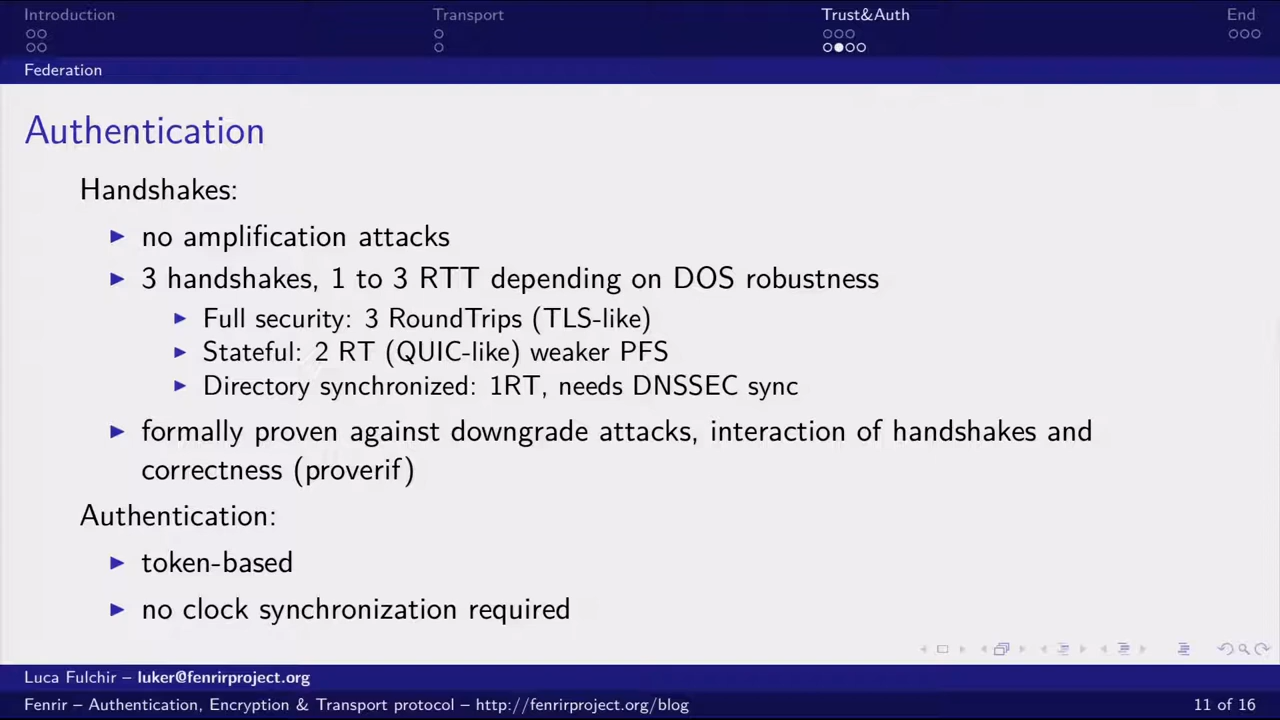 Introduction Transport Trust&Auth End
Federation
Authentication
Handshakes:
no amplification attacks
3 handshakes, 1 to 3 RTT depending on DOS robustness
Full security: 3 RoundTrips (TLS-like)
Stateful: 2 RT (QUIC-like) weaker PFS
Directory synchronized: 1RT, needs DNSSEC sync
formally proven against downgrade attacks, interaction of handshakes and
correctness (proverif)
Authentication:
token-based
no clock synchronization required
Luca Fulchir – luker@fenrirproject.org
Fenrir – Authentication, Encryption & Transport protocol – http://fenrirproject.org/blog 11 of 16